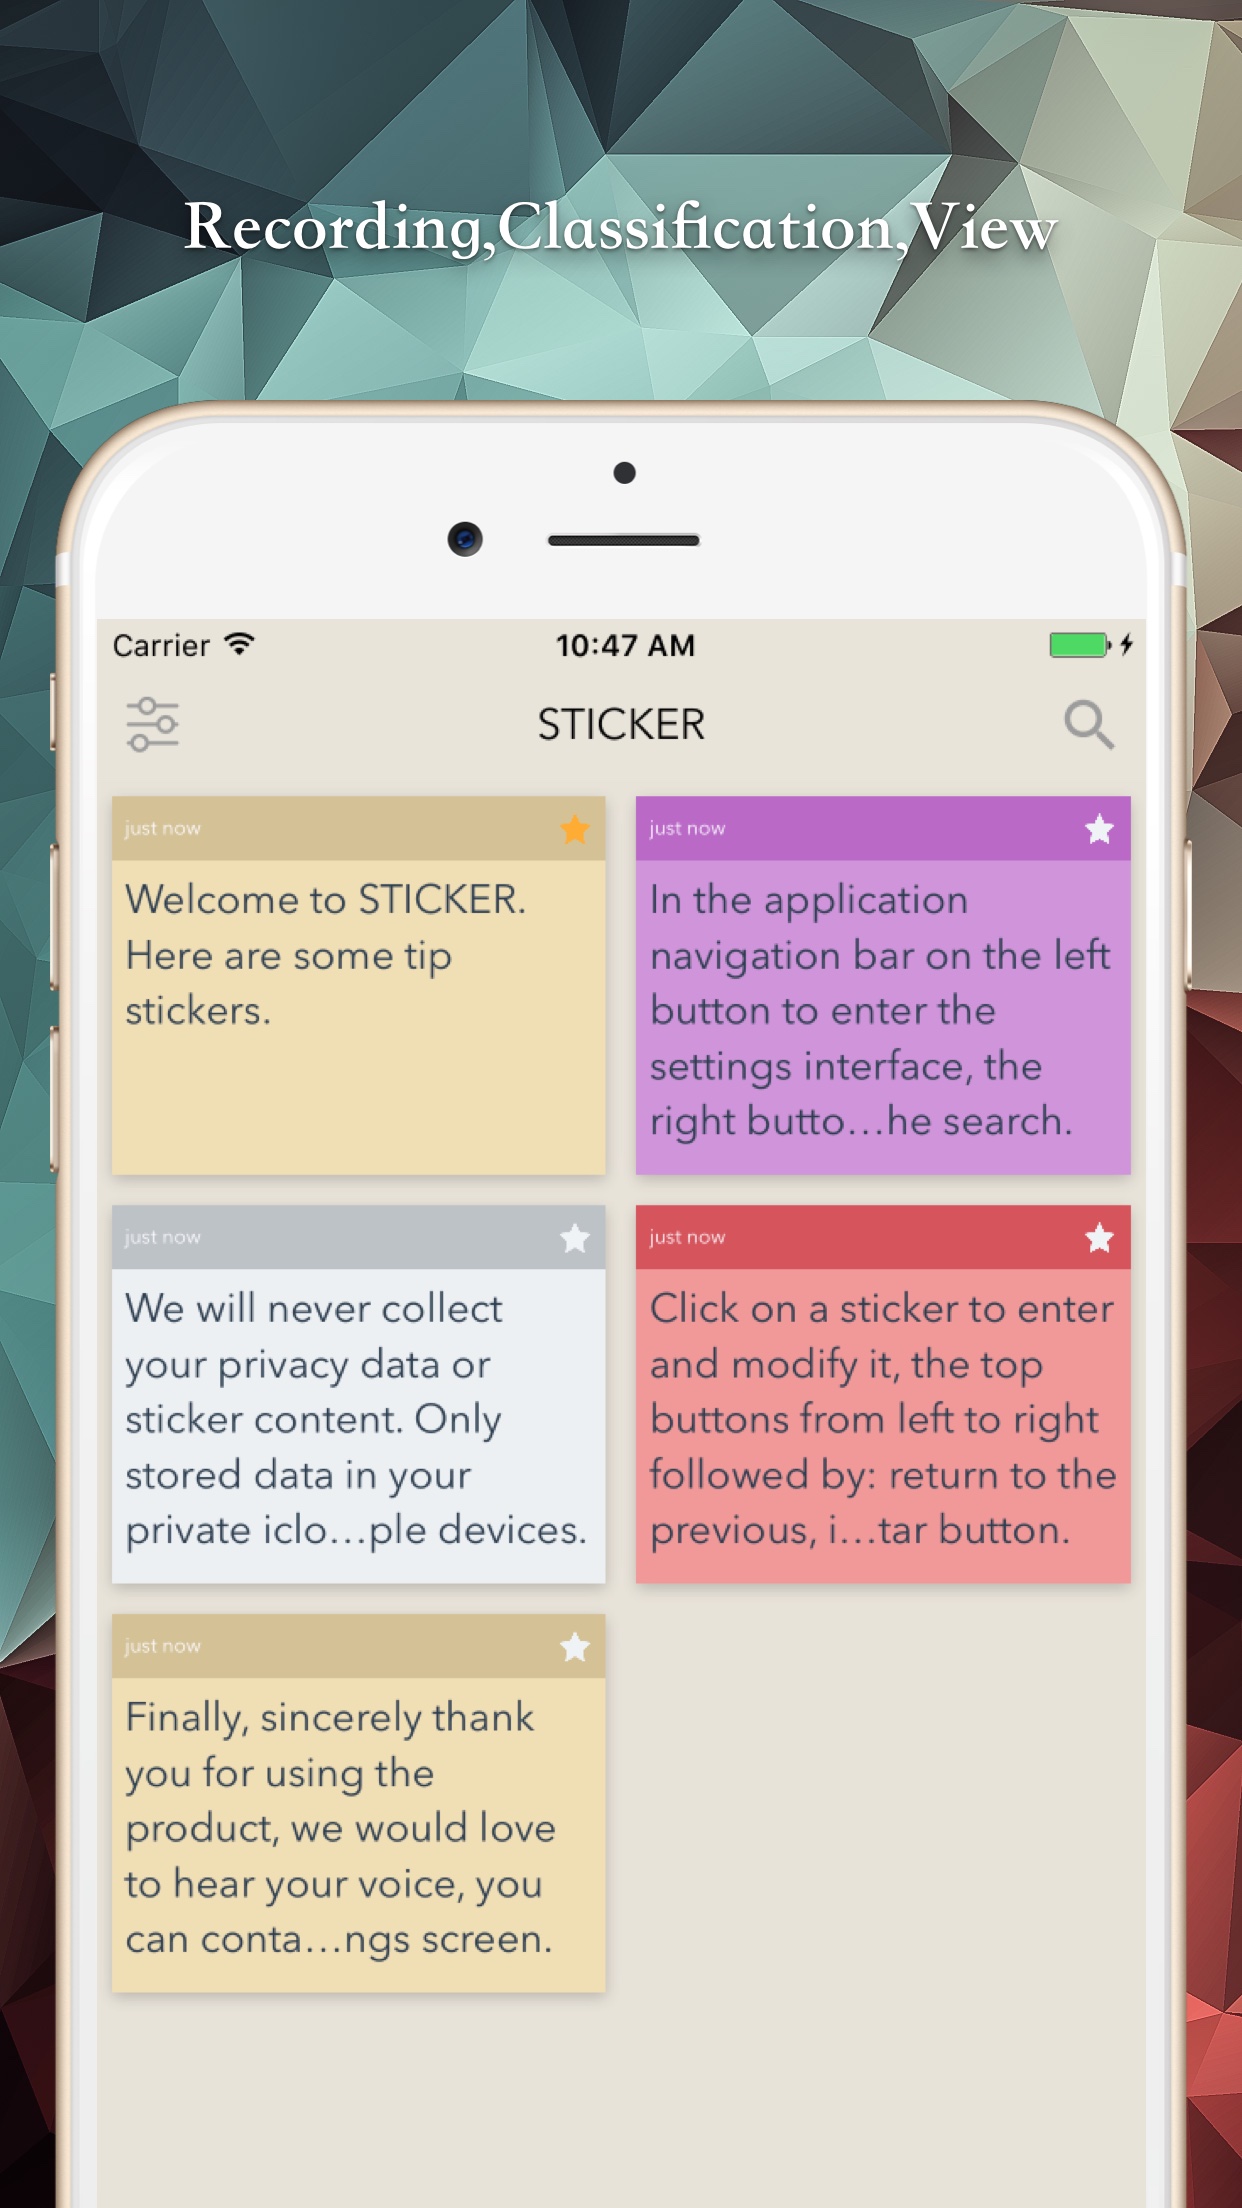 Recording,Classification,View
Carrier
10:47 AM
STICKER
just now
Welcome to STICKER.
Here are some tip
stickers.
just now
In the application
navigation bar on the left
button to enter the
settings interface, the
right butto…he search.
just now
We will never collect
your privacy data or
sticker content. Only
stored data in your
private iclo…ple devices.
just now
Click on a sticker to enter
and modify it, the top
buttons from left to right
followed by: return to the
previous, i…tar button.
just now
Finally, sincerely thank
you for using the
product, we would love
to hear your voice, you
can conta…ngs screen.